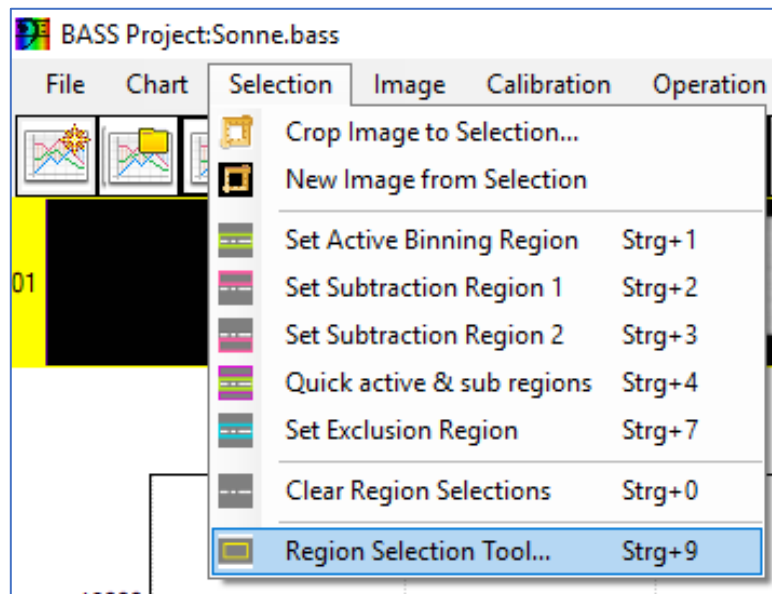 BASS Project:Sonne.bass
File Chart Selection Image Calibration Operation
Crop Image to Selection...
New Image from Selection
Set Active Binning Region Strg+1
01
Set Subtraction Region 1 Strg+2
Set Subtraction Region 2 Strg+3
Quick active & sub regions Strg+4
Set Exclusion Region Strg+7
Clear Region Selections Strg+0
Region Selection Tool... Strg+9